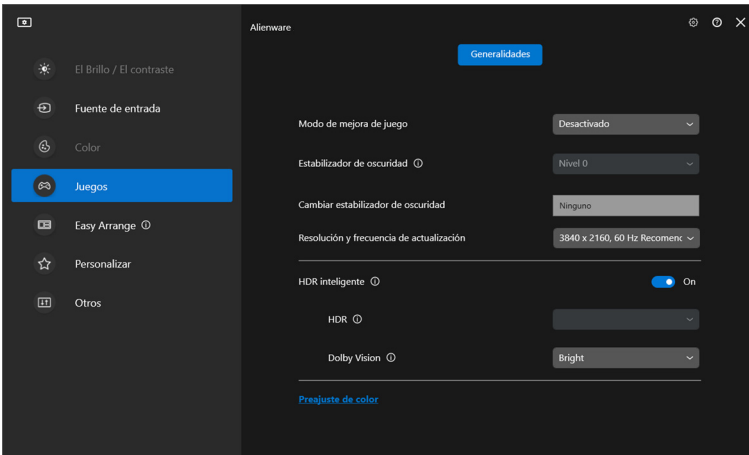 Alienware
El Brillo / El contraste
Fuente de entrada
Color
Juegos
Easy Arrange
Personalizar
Otros
Generalidades
Modo de mejora de juego
Desactivado
Estabilizador de oscuridad
Nivel 0
Cambiar estabilizador de oscuridad
Ninguno
Resolución y frecuencia de actualización
3840 x 2160, 60 Hz Recomenc
HDR inteligente
On
HDR
Dolby Vision
Bright
Preajuste de color